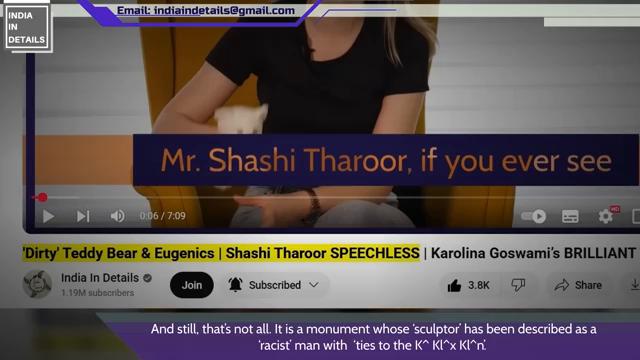 INDIA
IN
DETAILS
Email: indiaindetails@gmail.com
Mr. Shashi Tharoor, if you ever see
0:06 / 7:09
HD
'Dirty' Teddy Bear & Eugenics | Shashi Tharoor SPEECHLESS | Karolina Goswami's BRILLIANT
India In Details
1.19M subscribers
Join
Subscribed
3.8K
Share
And still, that's not all. It is a monument whose 'sculptor' has been described as a
'racist' man with 'ties to the K^ Kl^x Kl^n'.